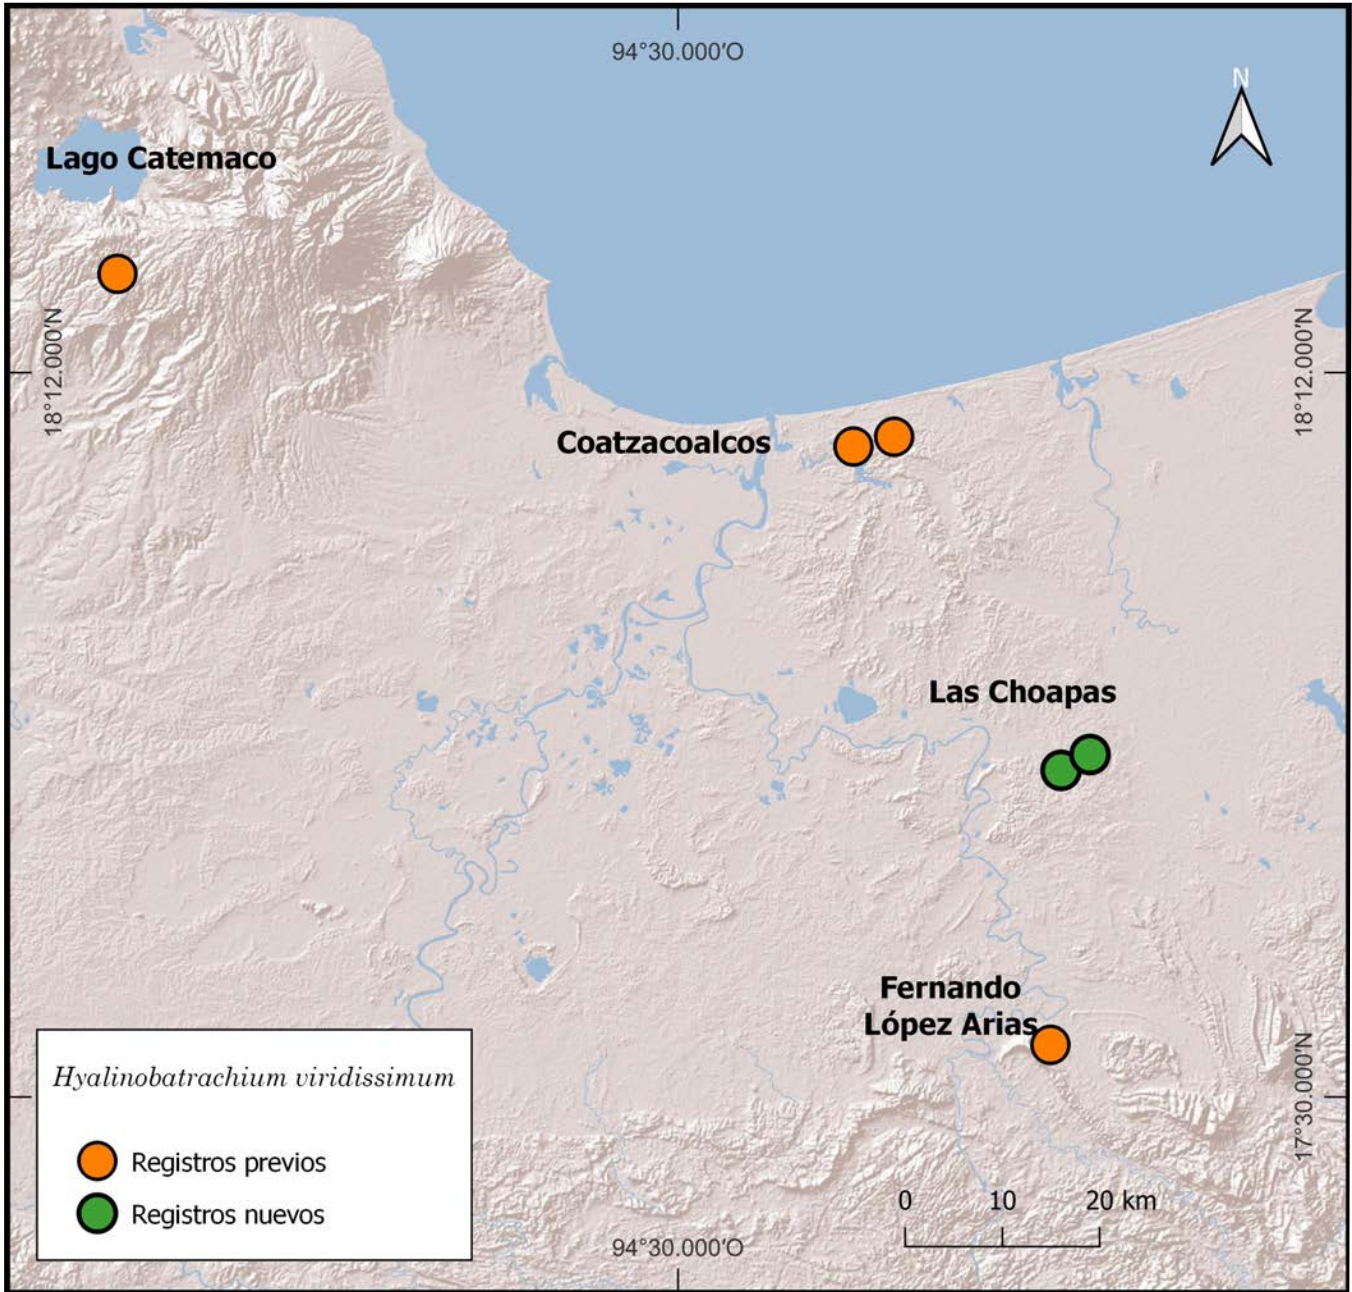 94°30.000′O
N
Lago Catemaco
18°12.000′N
18°12.000′N
Coatzacoalcos
Las Choapas
Fernando
López Arias
17°30.000′N
Hyalinobatrachium viridissimum
Registros previos
Registros nuevos
0 10 20 km
94°30.000′O